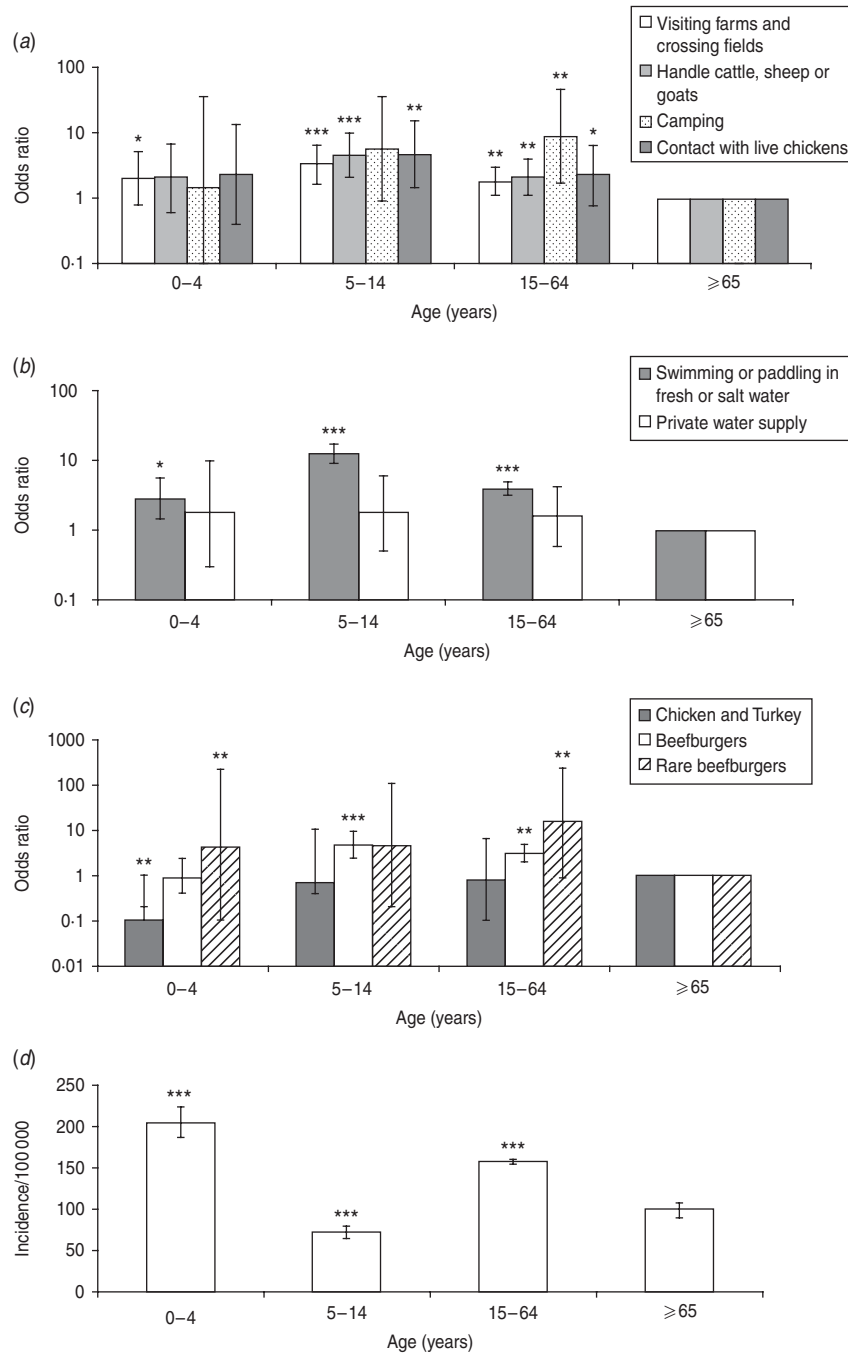 (a)
Visiting farms and
crossing fields
Handle cattle, sheep or
goats
Camping
Contact with live chickens
Odds ratio
100
10
1
0·1
*
***
***
**
**
**
**
*
0–4
5–14
15–64
⩾65
Age (years)
(b)
Swimming or paddling in
fresh or salt water
Private water supply
Odds ratio
100
10
1
0·1
*
***
***
0–4
5–14
15–64
⩾65
Age (years)
(c)
Chicken and Turkey
Beefburgers
Rare beefburgers
Odds ratio
1000
100
10
1
0·1
0·01
**
**
***
**
**
0–4
5–14
15–64
⩾65
Age (years)
(d)
Incidence/100 000
250
200
150
100
50
0
***
***
***
0–4
5–14
15–64
⩾65
Age (years)